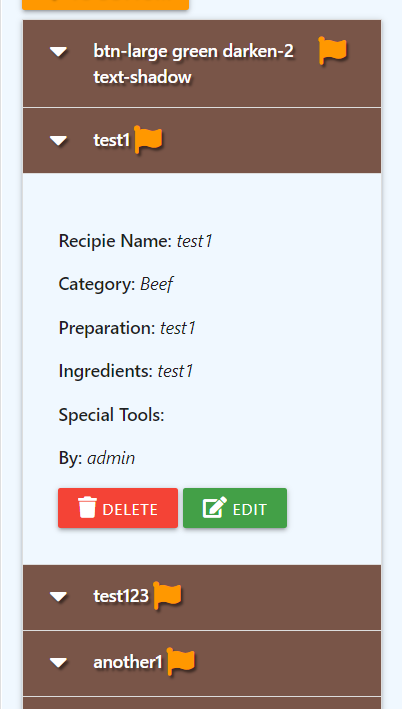 btn-large green darken-2
text-shadow
test1
Recipie Name: test1
Category: Beef
Preparation: test1
Ingredients: test1
Special Tools:
By: admin
DELETE EDIT
test123
another1